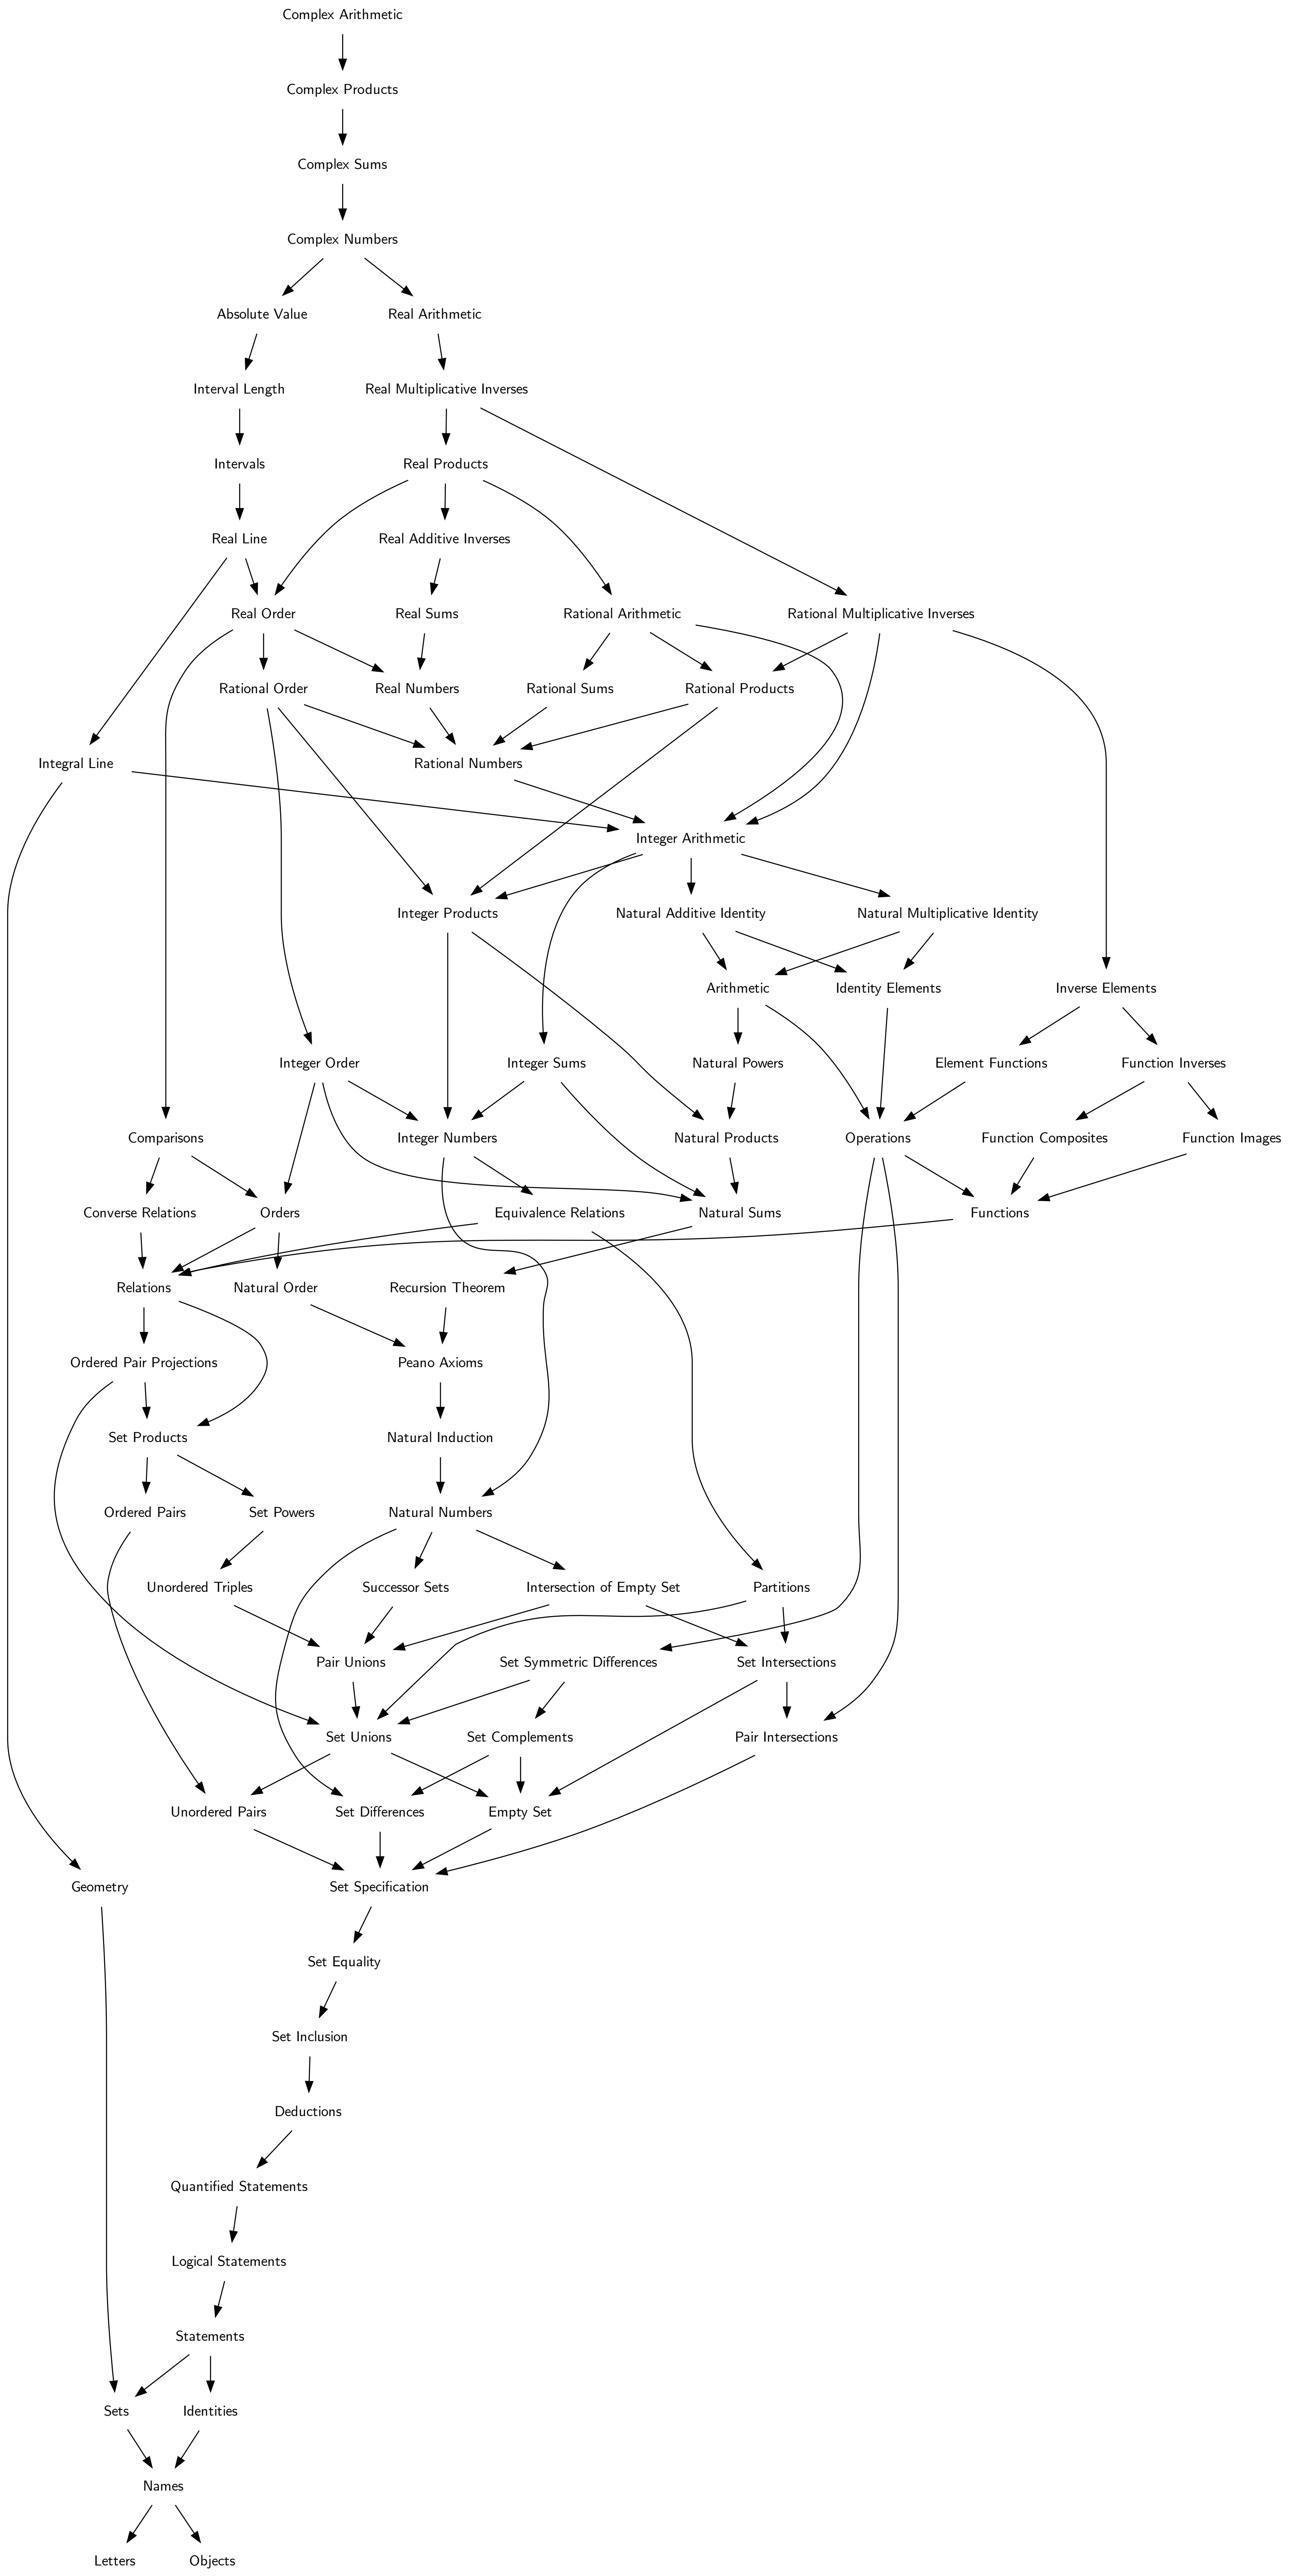 Complex Arithmetic
Complex Products
Complex Sums
Complex Numbers
Absolute Value
Real Arithmetic
Interval Length
Real Multiplicative Inverses
Intervals
Real Products
Real Line
Real Additive Inverses
Real Order
Real Sums
Rational Arithmetic
Rational Multiplicative Inverses
Rational Order
Real Numbers
Rational Sums
Rational Products
Integral Line
Rational Numbers
Integer Arithmetic
Integer Products
Natural Additive Identity
Natural Multiplicative Identity
Arithmetic
Identity Elements
Inverse Elements
Integer Order
Integer Sums
Natural Powers
Element Functions
Function Inverses
Comparisons
Integer Numbers
Natural Products
Operations
Function Composites
Function Images
Converse Relations
Orders
Equivalence Relations
Natural Sums
Functions
Relations
Natural Order
Recursion Theorem
Ordered Pair Projections
Peano Axioms
Set Products
Natural Induction
Ordered Pairs
Set Powers
Natural Numbers
Unordered Triples
Successor Sets
Intersection of Empty Set
Partitions
Pair Unions
Set Symmetric Differences
Set Intersections
Set Unions
Set Complements
Pair Intersections
Unordered Pairs
Set Differences
Empty Set
Geometry
Set Specification
Set Equality
Set Inclusion
Deductions
Quantified Statements
Logical Statements
Statements
Sets
Identities
Names
Letters
Objects